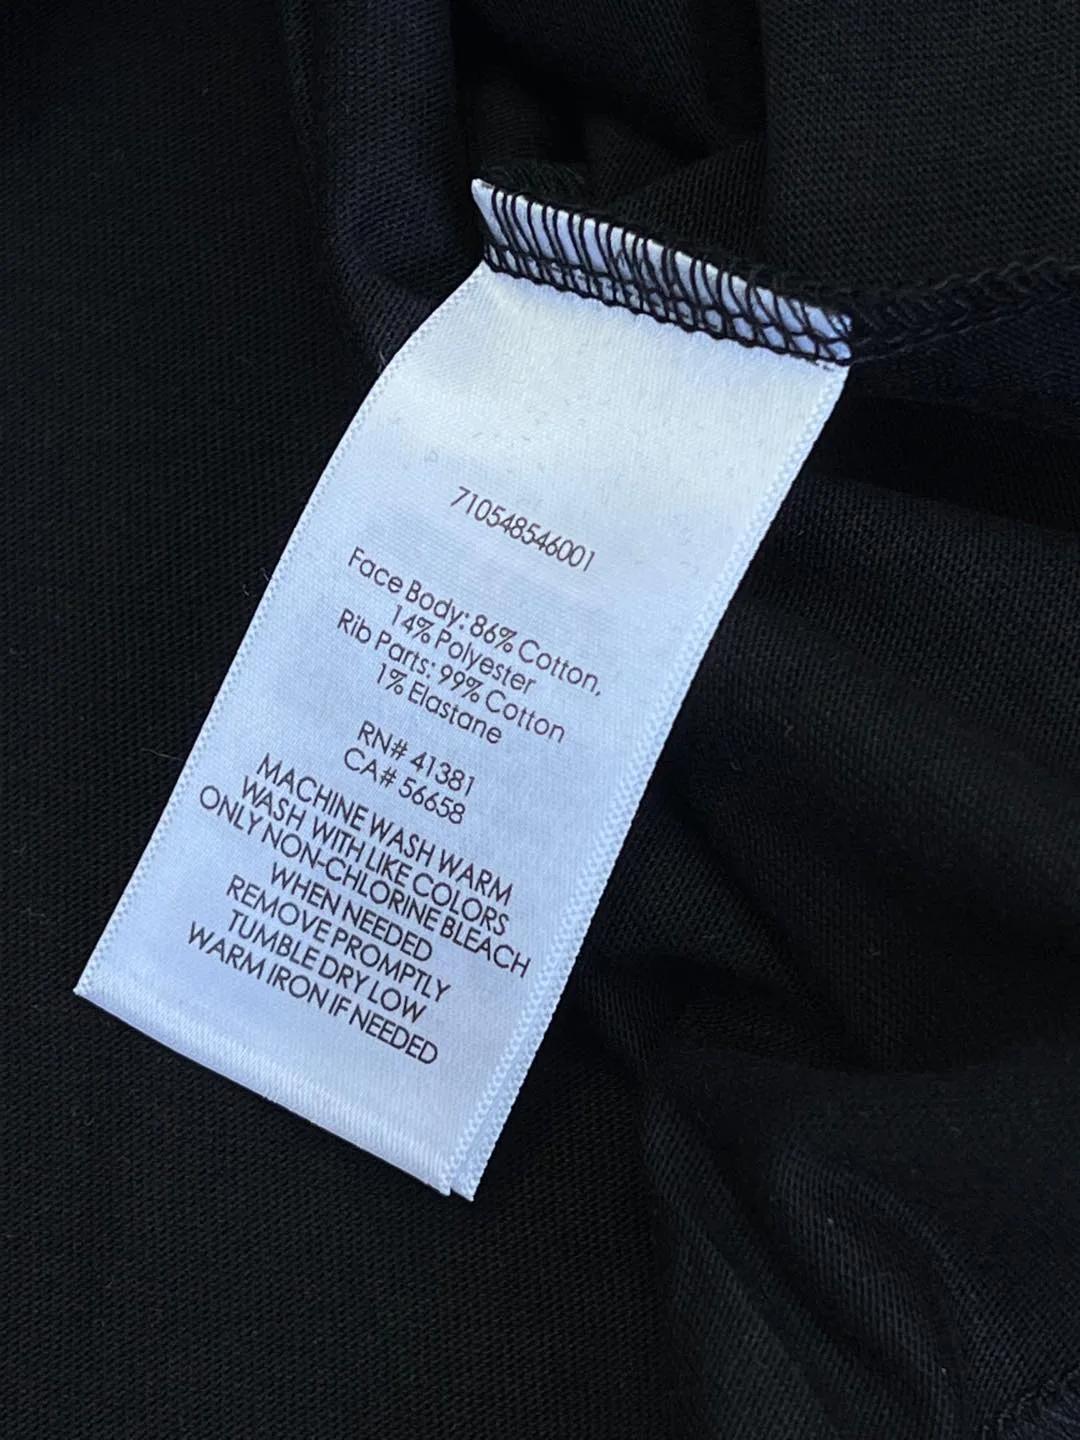 710548546001
Face Body: 86% Cotton,
14% Polyester
Rib Parts: 99% Cotton
1% Elastane
RN# 41381
CA# 56658
MACHINE WASH WARM
WASH WITH LIKE COLORS
ONLY NON-CHLORINE BLEACH
WHEN NEEDED
REMOVE PROMPTLY
TUMBLE DRY LOW
WARM IRON IF NEEDED